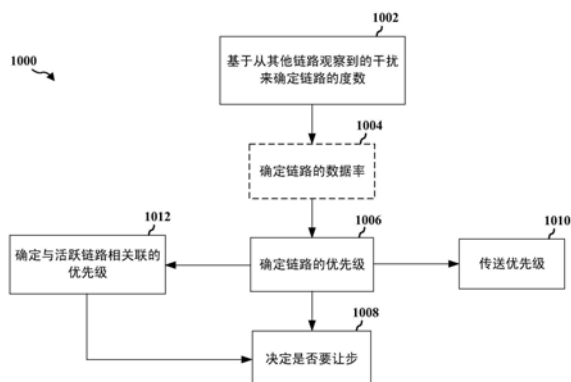 1000
1002
基于从其他链路观察到的干扰
来确定链路的度数
1004
确定链路的数据率
1012
确定与活跃链路相关联的
优先级
1006
确定链路的优先级
1010
传送优先级
1008
决定是否要让步